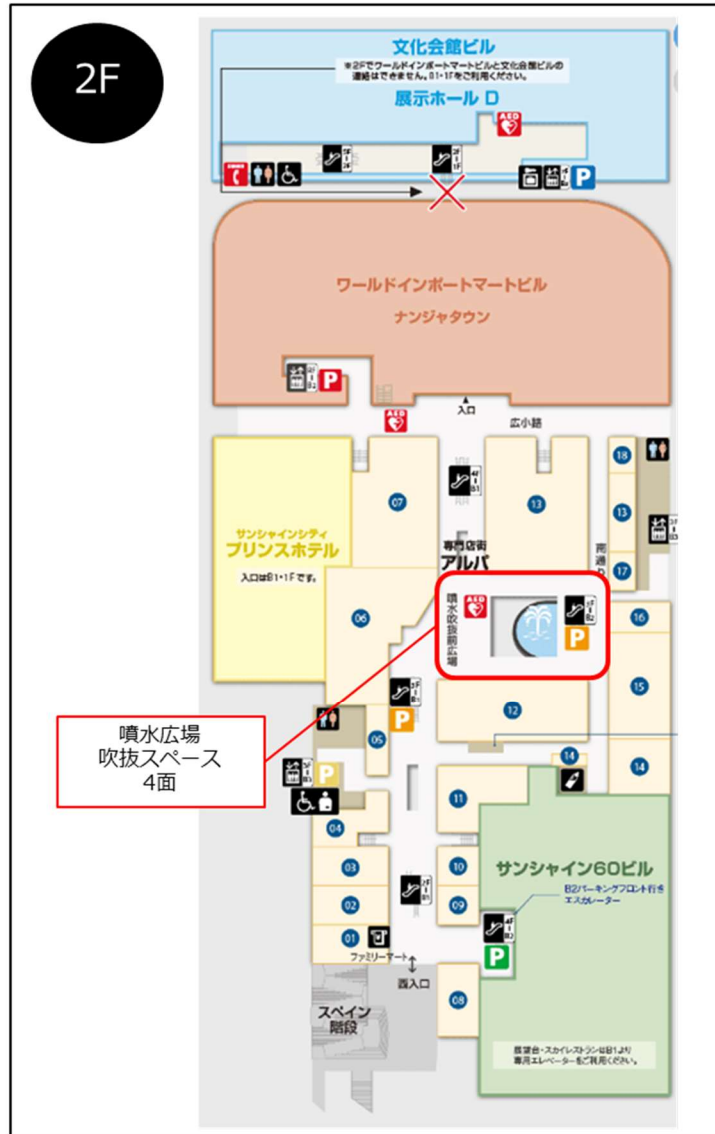 2F
文化会館ビル
※2Fでワールドインポートマートビルと文化会館ビルの
連絡はできません。B1・1Fをご利用ください。
展示ホール D
AED
P
ワールドインポートマートビル
ナンジャタウン
P
入口
AED
広小路
07
13
18
13
17
サンシャインシティ
プリンスホテル
入口はB1・1Fです。
専門店街
アルパ
南通り
06
噴水吹抜前広場
AED
P
16
15
12
P
05
噴水広場
吹抜スペース
4面
14
14
P
11
04
03
10
サンシャイン60ビル
B2パーキングフロント行き
エスカレーター
02
09
01
ファミリーマート
西入口
P
08
スペイン
階段
展望台・スカイレストランはB1より
専用エレベーターをご利用ください。